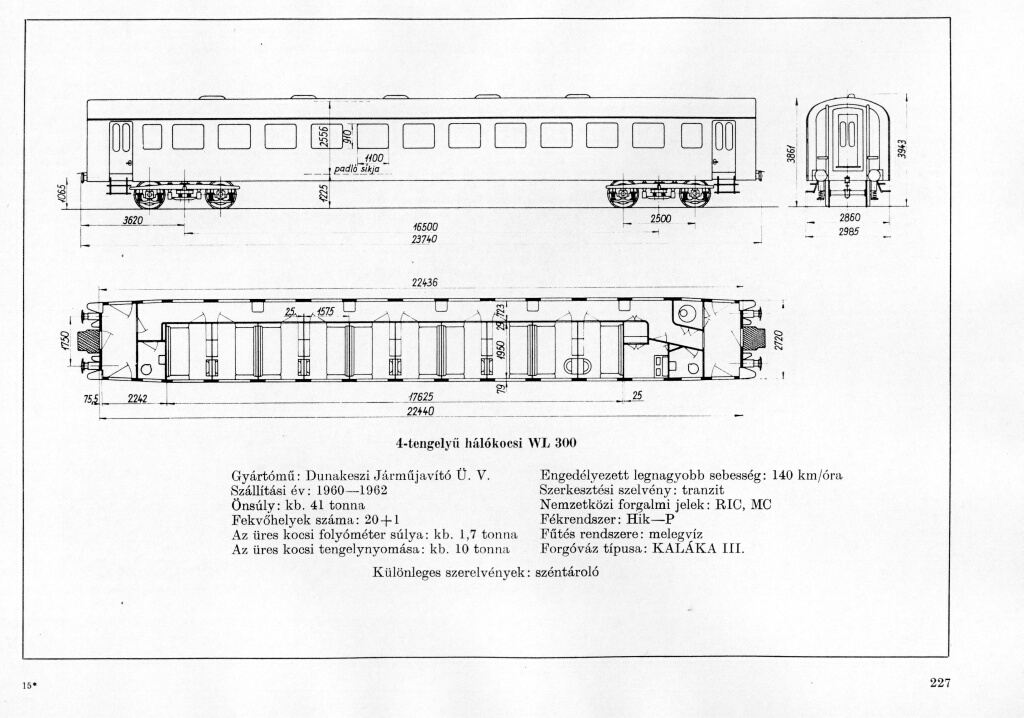 2556
910
1100
padló síkja
1225
1065
3620
2500
16500
23740
3861
3943
2860
2985
22436
25
1575
25
723
1950
1750
2720
79
75,5
2242
17625
25
22440
4-tengelyű hálókocsi WL 300
Gyártómű: Dunakeszi Járműjavító Ü. V.
Szállítási év: 1960—1962
Önsúly: kb. 41 tonna
Fekvőhelyek száma: 20+1
Az üres kocsi folyóméter súlya: kb. 1,7 tonna
Az üres kocsi tengelynyomása: kb. 10 tonna
Engedélyezett legnagyobb sebesség: 140 km/óra
Szerkesztési szelvény: tranzit
Nemzetközi forgalmi jelek: RIC, MC
Fékrendszer: Hik—P
Fűtés rendszere: melegvíz
Forgóváz típusa: KALÁKA III.
Különleges szerelvények: széntároló
15*
227